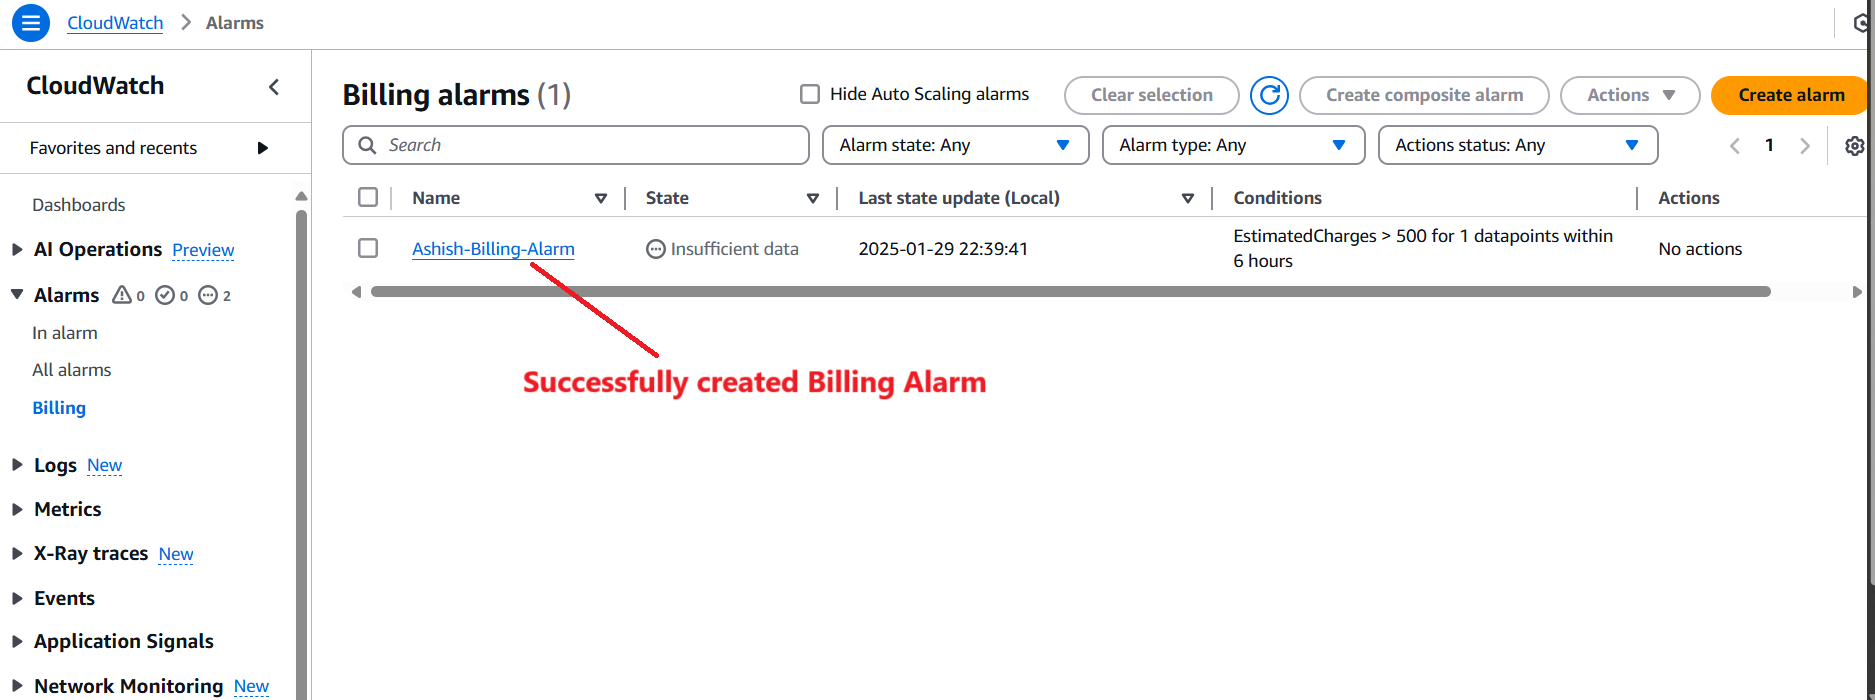 CloudWatch > Alarms
CloudWatch
Favorites and recents
Dashboards
AI Operations Preview
Alarms 0 0 2
In alarm
All alarms
Billing
Logs New
Metrics
X-Ray traces New
Events
Application Signals
Network Monitoring New
Billing alarms (1)
Hide Auto Scaling alarms
Clear selection
Create composite alarm
Actions
Create alarm
Search
Alarm state: Any
Alarm type: Any
Actions status: Any
1
Name State Last state update (Local) Conditions Actions
Ashish-Billing-Alarm Insufficient data 2025-01-29 22:39:41 EstimatedCharges > 500 for 1 datapoints within
6 hours No actions
Successfully created Billing Alarm